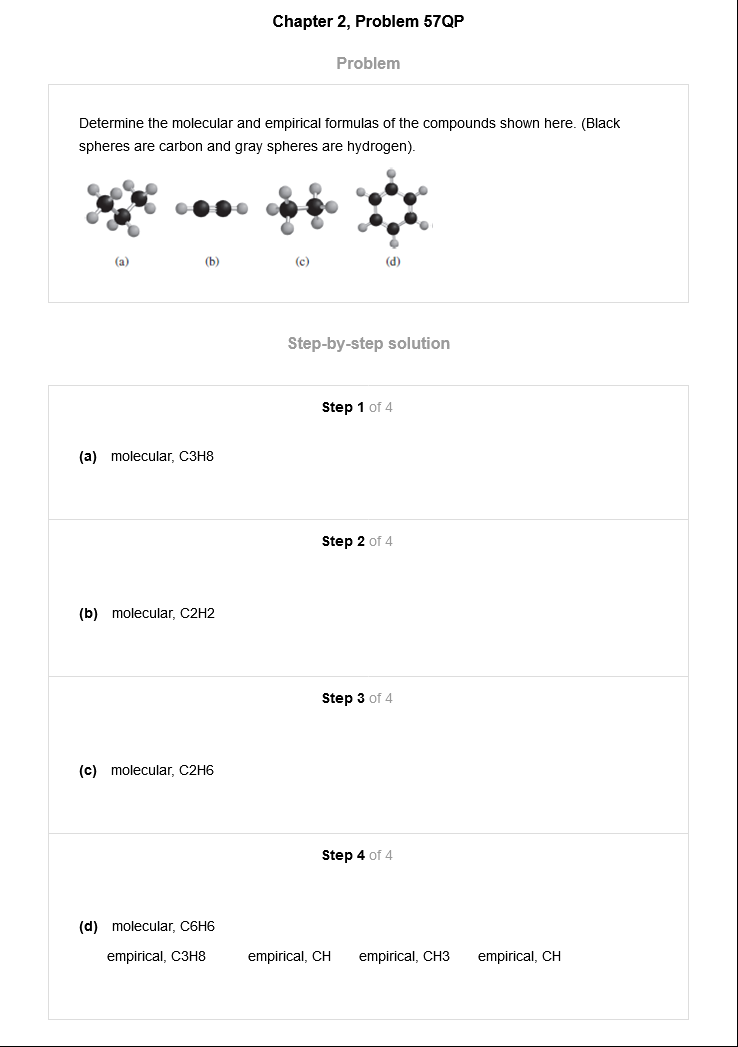 Chapter 2, Problem 57QP
Problem
Determine the molecular and empirical formulas of the compounds shown here. (Black
spheres are carbon and gray spheres are hydrogen).
(a) (b) (c) (d)
Step-by-step solution
Step 1 of 4
(a) molecular, C3H8
Step 2 of 4
(b) molecular, C2H2
Step 3 of 4
(c) molecular, C2H6
Step 4 of 4
(d) molecular, C6H6
empirical, C3H8 empirical, CH empirical, CH3 empirical, CH